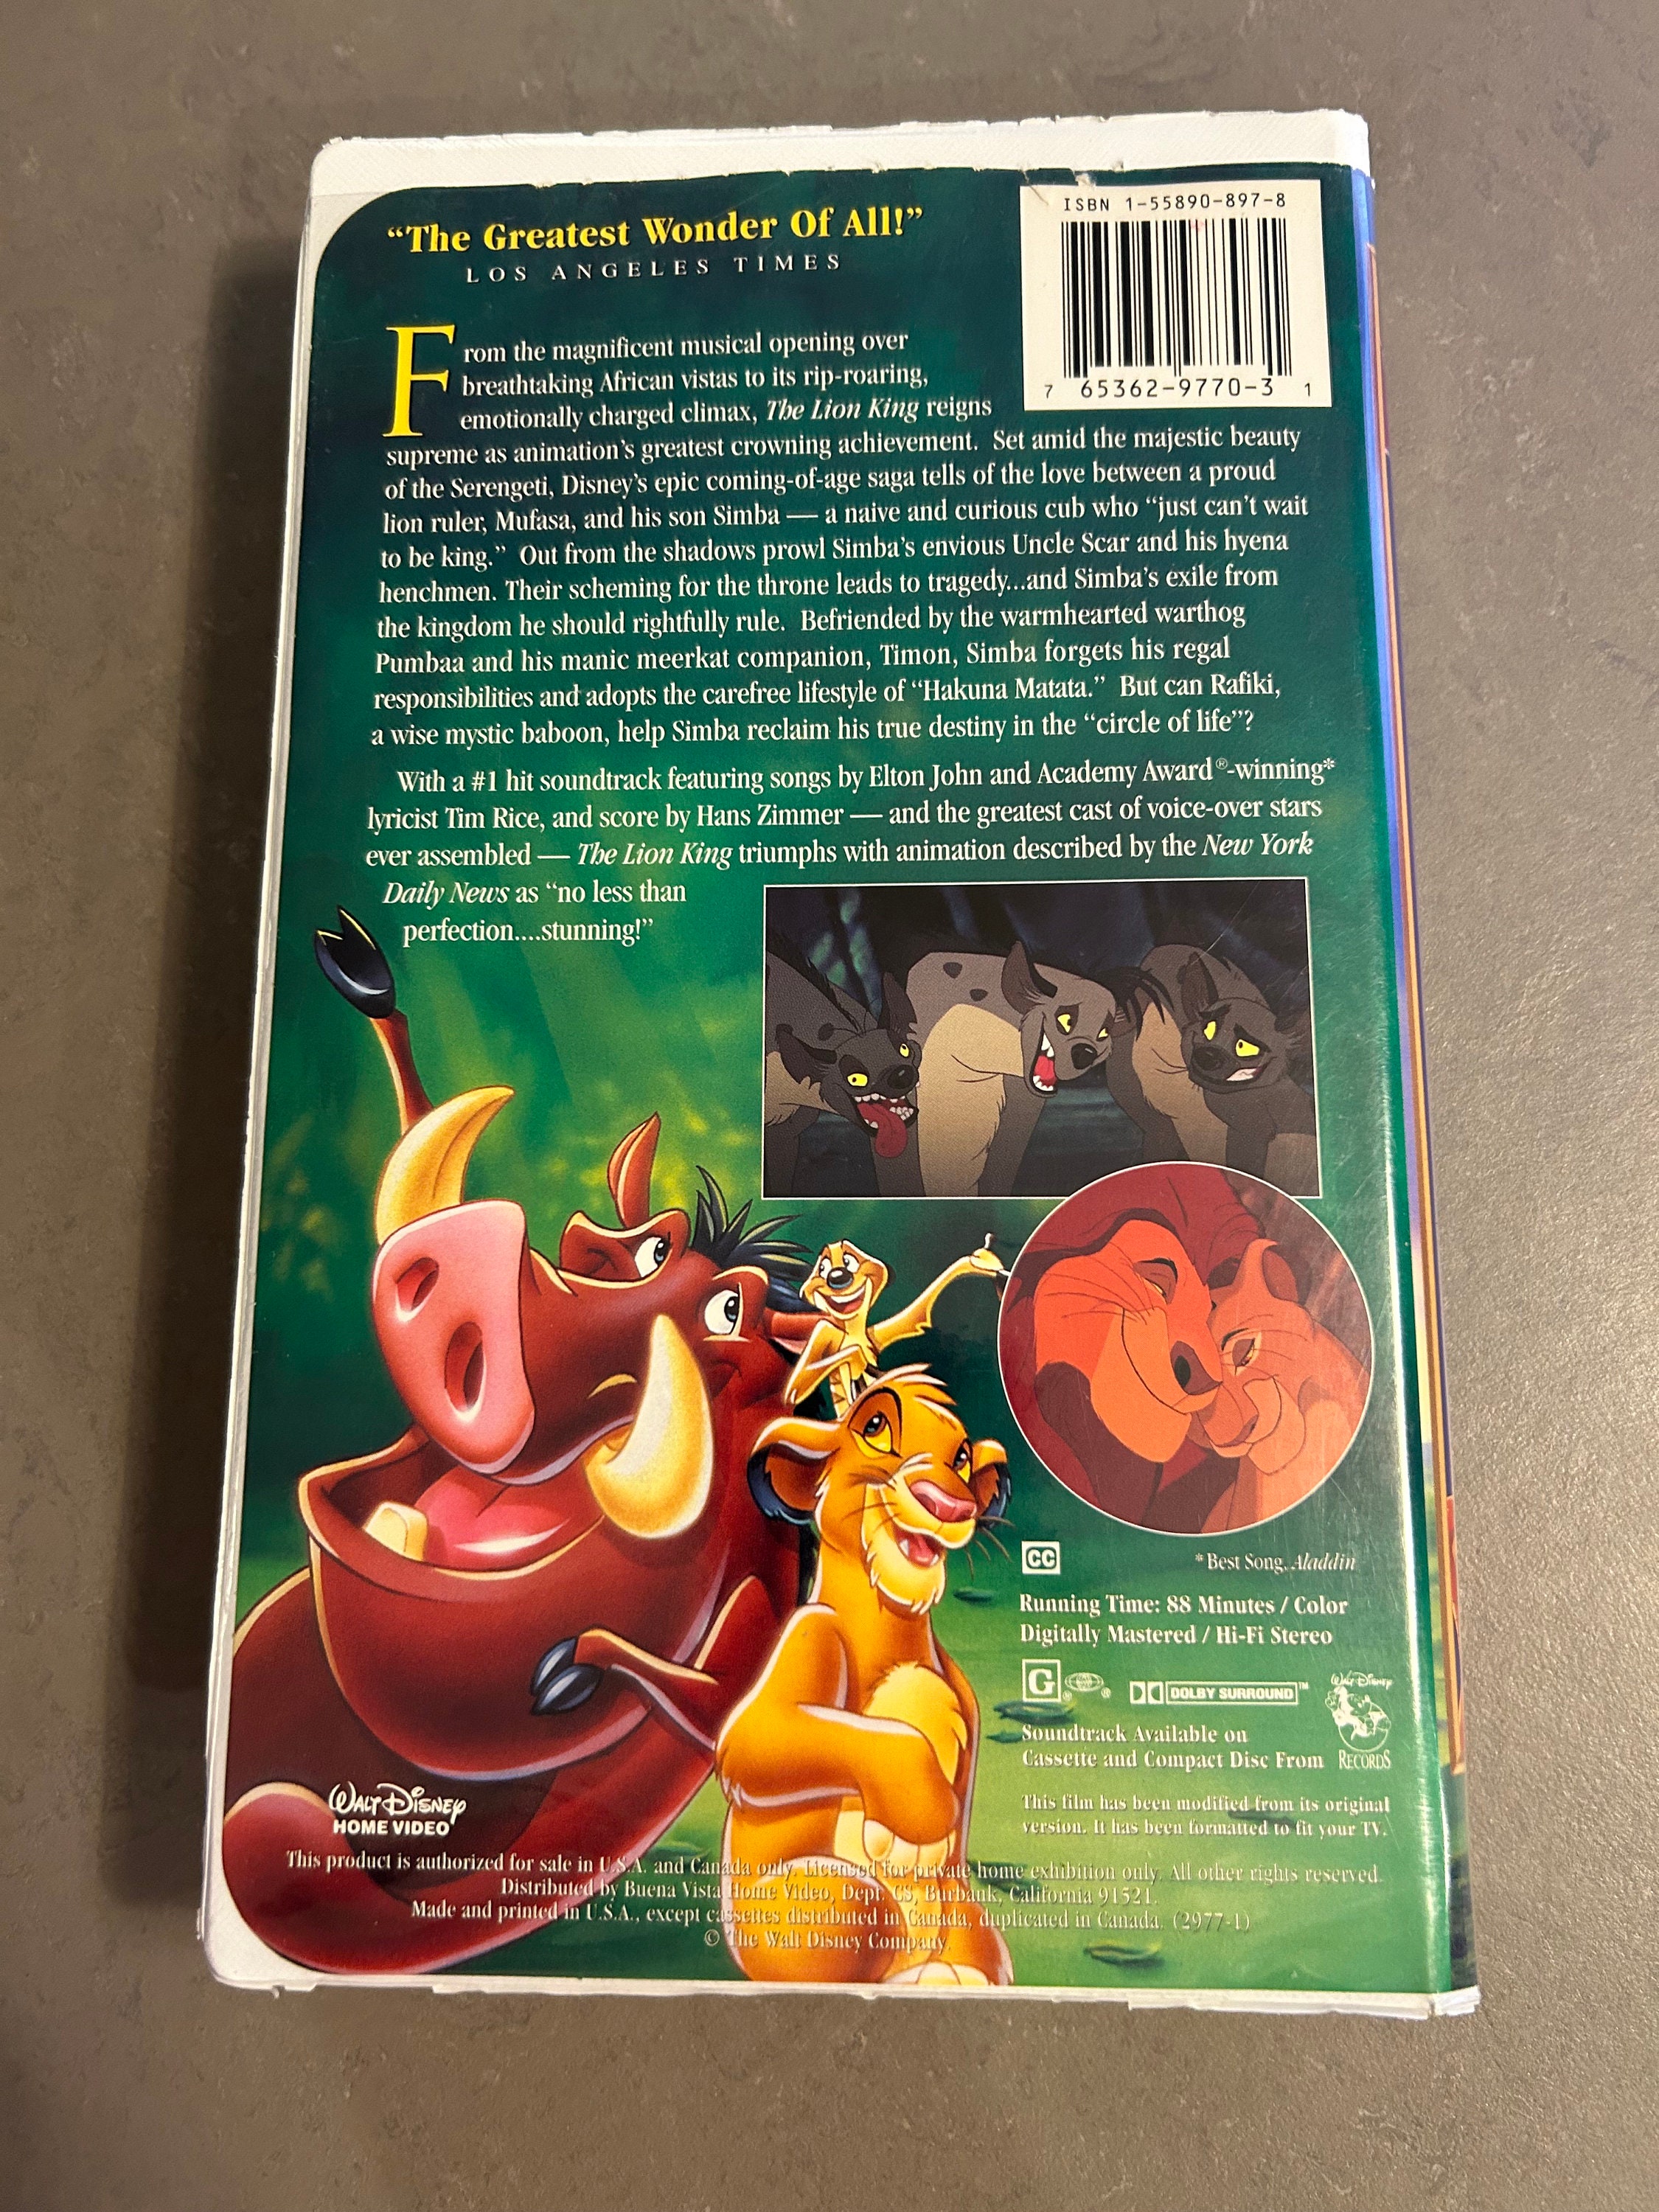 "The Greatest Wonder Of All!"
LOS ANGELES TIMES
ISBN 1-55890-897-8
7 65362-9770-3 1
From the magnificent musical opening over
breathtaking African vistas to its rip-roaring,
emotionally charged climax, The Lion King reigns
supreme as animation's greatest crowning achievement. Set amid the majestic beauty
of the Serengeti, Disney's epic coming-of-age saga tells of the love between a proud
lion ruler, Mufasa, and his son Simba — a naive and curious cub who "just can't wait
to be king." Out from the shadows prowl Simba's envious Uncle Scar and his hyena
henchmen. Their scheming for the throne leads to tragedy...and Simba's exile from
the kingdom he should rightfully rule. Befriended by the warmhearted warthog
Pumbaa and his manic meerkat companion, Timon, Simba forgets his regal
responsibilities and adopts the carefree lifestyle of "Hakuna Matata." But can Rafiki,
a wise mystic baboon, help Simba reclaim his true destiny in the "circle of life"?
With a #1 hit soundtrack featuring songs by Elton John and Academy Award®-winning*
lyricist Tim Rice, and score by Hans Zimmer — and the greatest cast of voice-over stars
ever assembled — The Lion King triumphs with animation described by the New York
Daily News as "no less than
perfection....stunning!"
CC
*Best Song, Aladdin
Running Time: 88 Minutes / Color
Digitally Mastered / Hi-Fi Stereo
G ® ® DOLBY SURROUND™
Walt Disney
RECORDS
Soundtrack Available on
Cassette and Compact Disc From
This film has been modified from its original
version. It has been formatted to fit your TV.
Walt Disney
HOME VIDEO
This product is authorized for sale in U.S.A. and Canada only. Licensed for private home exhibition only. All other rights reserved.
Distributed by Buena Vista Home Video, Dept. CS, Burbank, California 91521.
Made and printed in U.S.A., except cassettes distributed in Canada, duplicated in Canada. (2977-1)
© The Walt Disney Company.